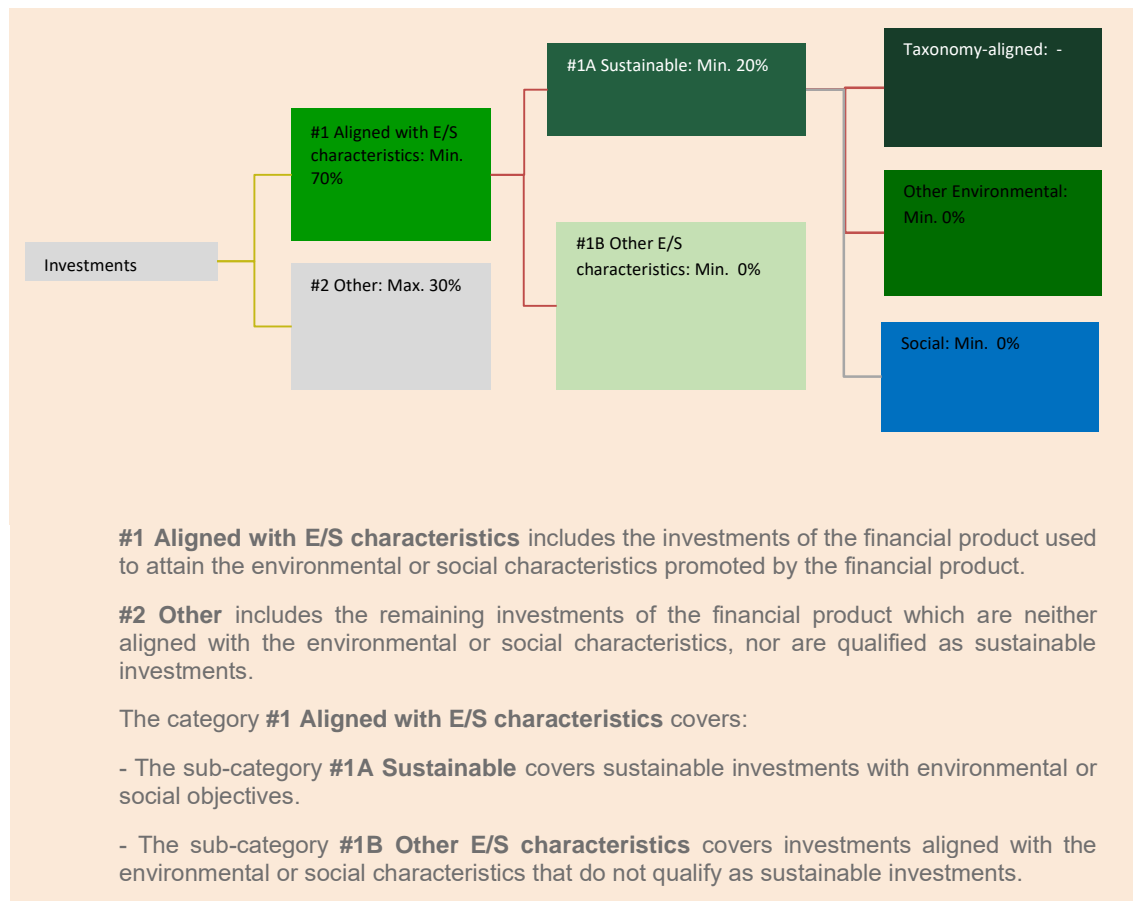 Investments
#1 Aligned with E/S
characteristics: Min.
70%
#2 Other: Max. 30%
#1A Sustainable: Min. 20%
#1B Other E/S
characteristics: Min.  0%
Taxonomy-aligned:  -
Other Environmental:
Min. 0%
Social: Min.  0%
#1 Aligned with E/S characteristics includes the investments of the financial product used
to attain the environmental or social characteristics promoted by the financial product.
#2 Other includes the remaining investments of the financial product which are neither
aligned with the environmental or social characteristics, nor are qualified as sustainable
investments.
The category #1 Aligned with E/S characteristics covers:
- The sub-category #1A Sustainable covers sustainable investments with environmental or
social objectives.
- The sub-category #1B Other E/S characteristics covers investments aligned with the
environmental or social characteristics that do not qualify as sustainable investments.